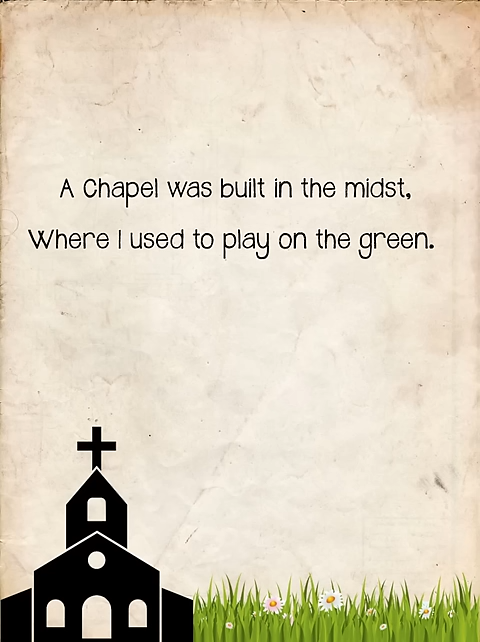 A Chapel was built in the midst,
Where I used to play on the green.